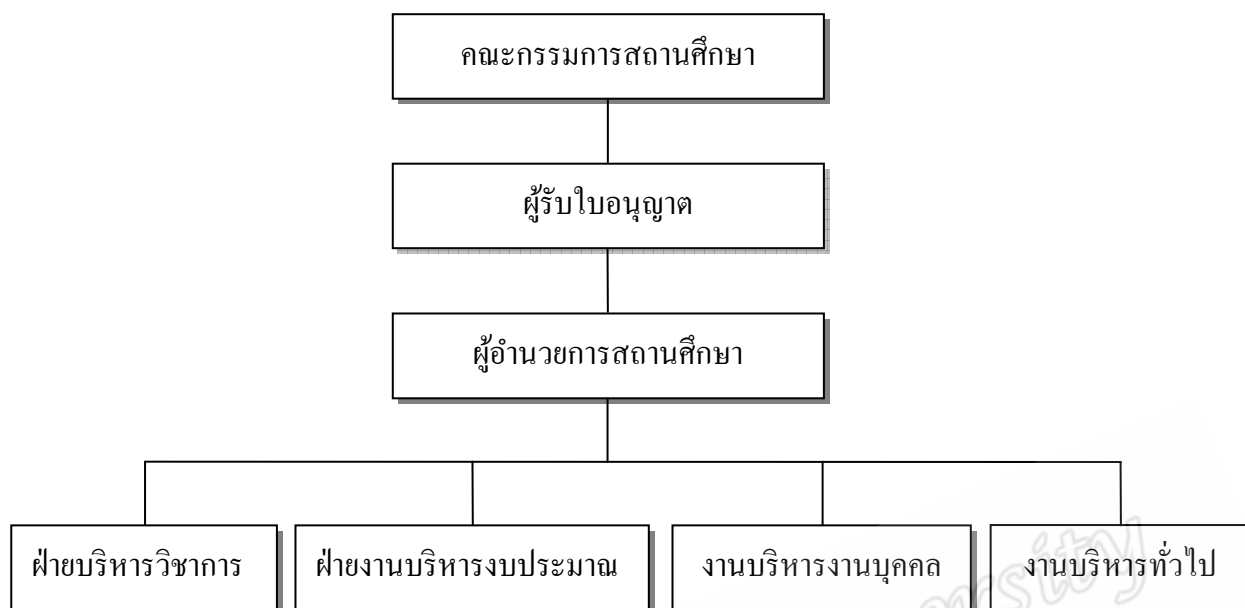 คณะกรรมการสถานศึกษา
ผู้รับใบอนุญาต
ผู้อำนวยการสถานศึกษา
ฝ่ายบริหารวิชาการ
ฝ่ายงานบริหารงบประมาณ
งานบริหารงานบุคคล
งานบริหารทั่วไป